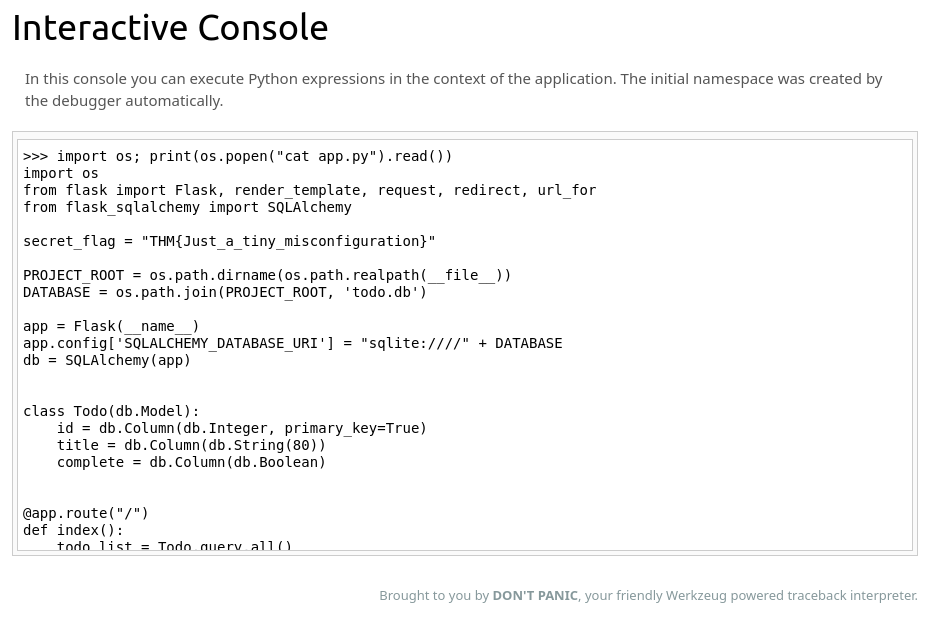 Interactive Console
In this console you can execute Python expressions in the context of the application. The initial namespace was created by
the debugger automatically.
>>> import os; print(os.popen("cat app.py").read())
import os
from flask import Flask, render_template, request, redirect, url_for
from flask_sqlalchemy import SQLAlchemy
secret_flag = "THM{Just_a_tiny_misconfiguration}"
PROJECT_ROOT = os.path.dirname(os.path.realpath(__file__))
DATABASE = os.path.join(PROJECT_ROOT, 'todo.db')
app = Flask(__name__)
app.config['SQLALCHEMY_DATABASE_URI'] = "sqlite:////" + DATABASE
db = SQLAlchemy(app)
class Todo(db.Model):
    id = db.Column(db.Integer, primary_key=True)
    title = db.Column(db.String(80))
    complete = db.Column(db.Boolean)
@app.route("/")
def index():
    todo_list = Todo.query.all()
Brought to you by DON'T PANIC, your friendly Werkzeug powered traceback interpreter.